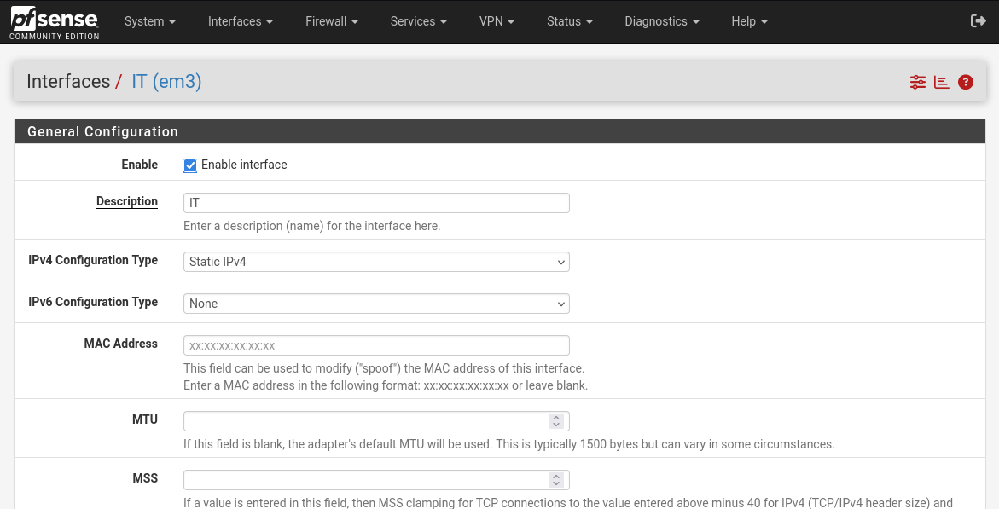 pfsense
COMMUNITY EDITION
System Interfaces Firewall Services VPN Status Diagnostics Help
Interfaces / IT (em3)
?
General Configuration
Enable Enable interface
Description IT
Enter a description (name) for the interface here.
IPv4 Configuration Type Static IPv4
IPv6 Configuration Type None
MAC Address xx:xx:xx:xx:xx:xx
This field can be used to modify ("spoof") the MAC address of this interface.
Enter a MAC address in the following format: xx:xx:xx:xx:xx:xx or leave blank.
MTU
If this field is blank, the adapter's default MTU will be used. This is typically 1500 bytes but can vary in some circumstances.
MSS
If a value is entered in this field, then MSS clamping for TCP connections to the value entered above minus 40 for IPv4 (TCP/IPv4 header size) and